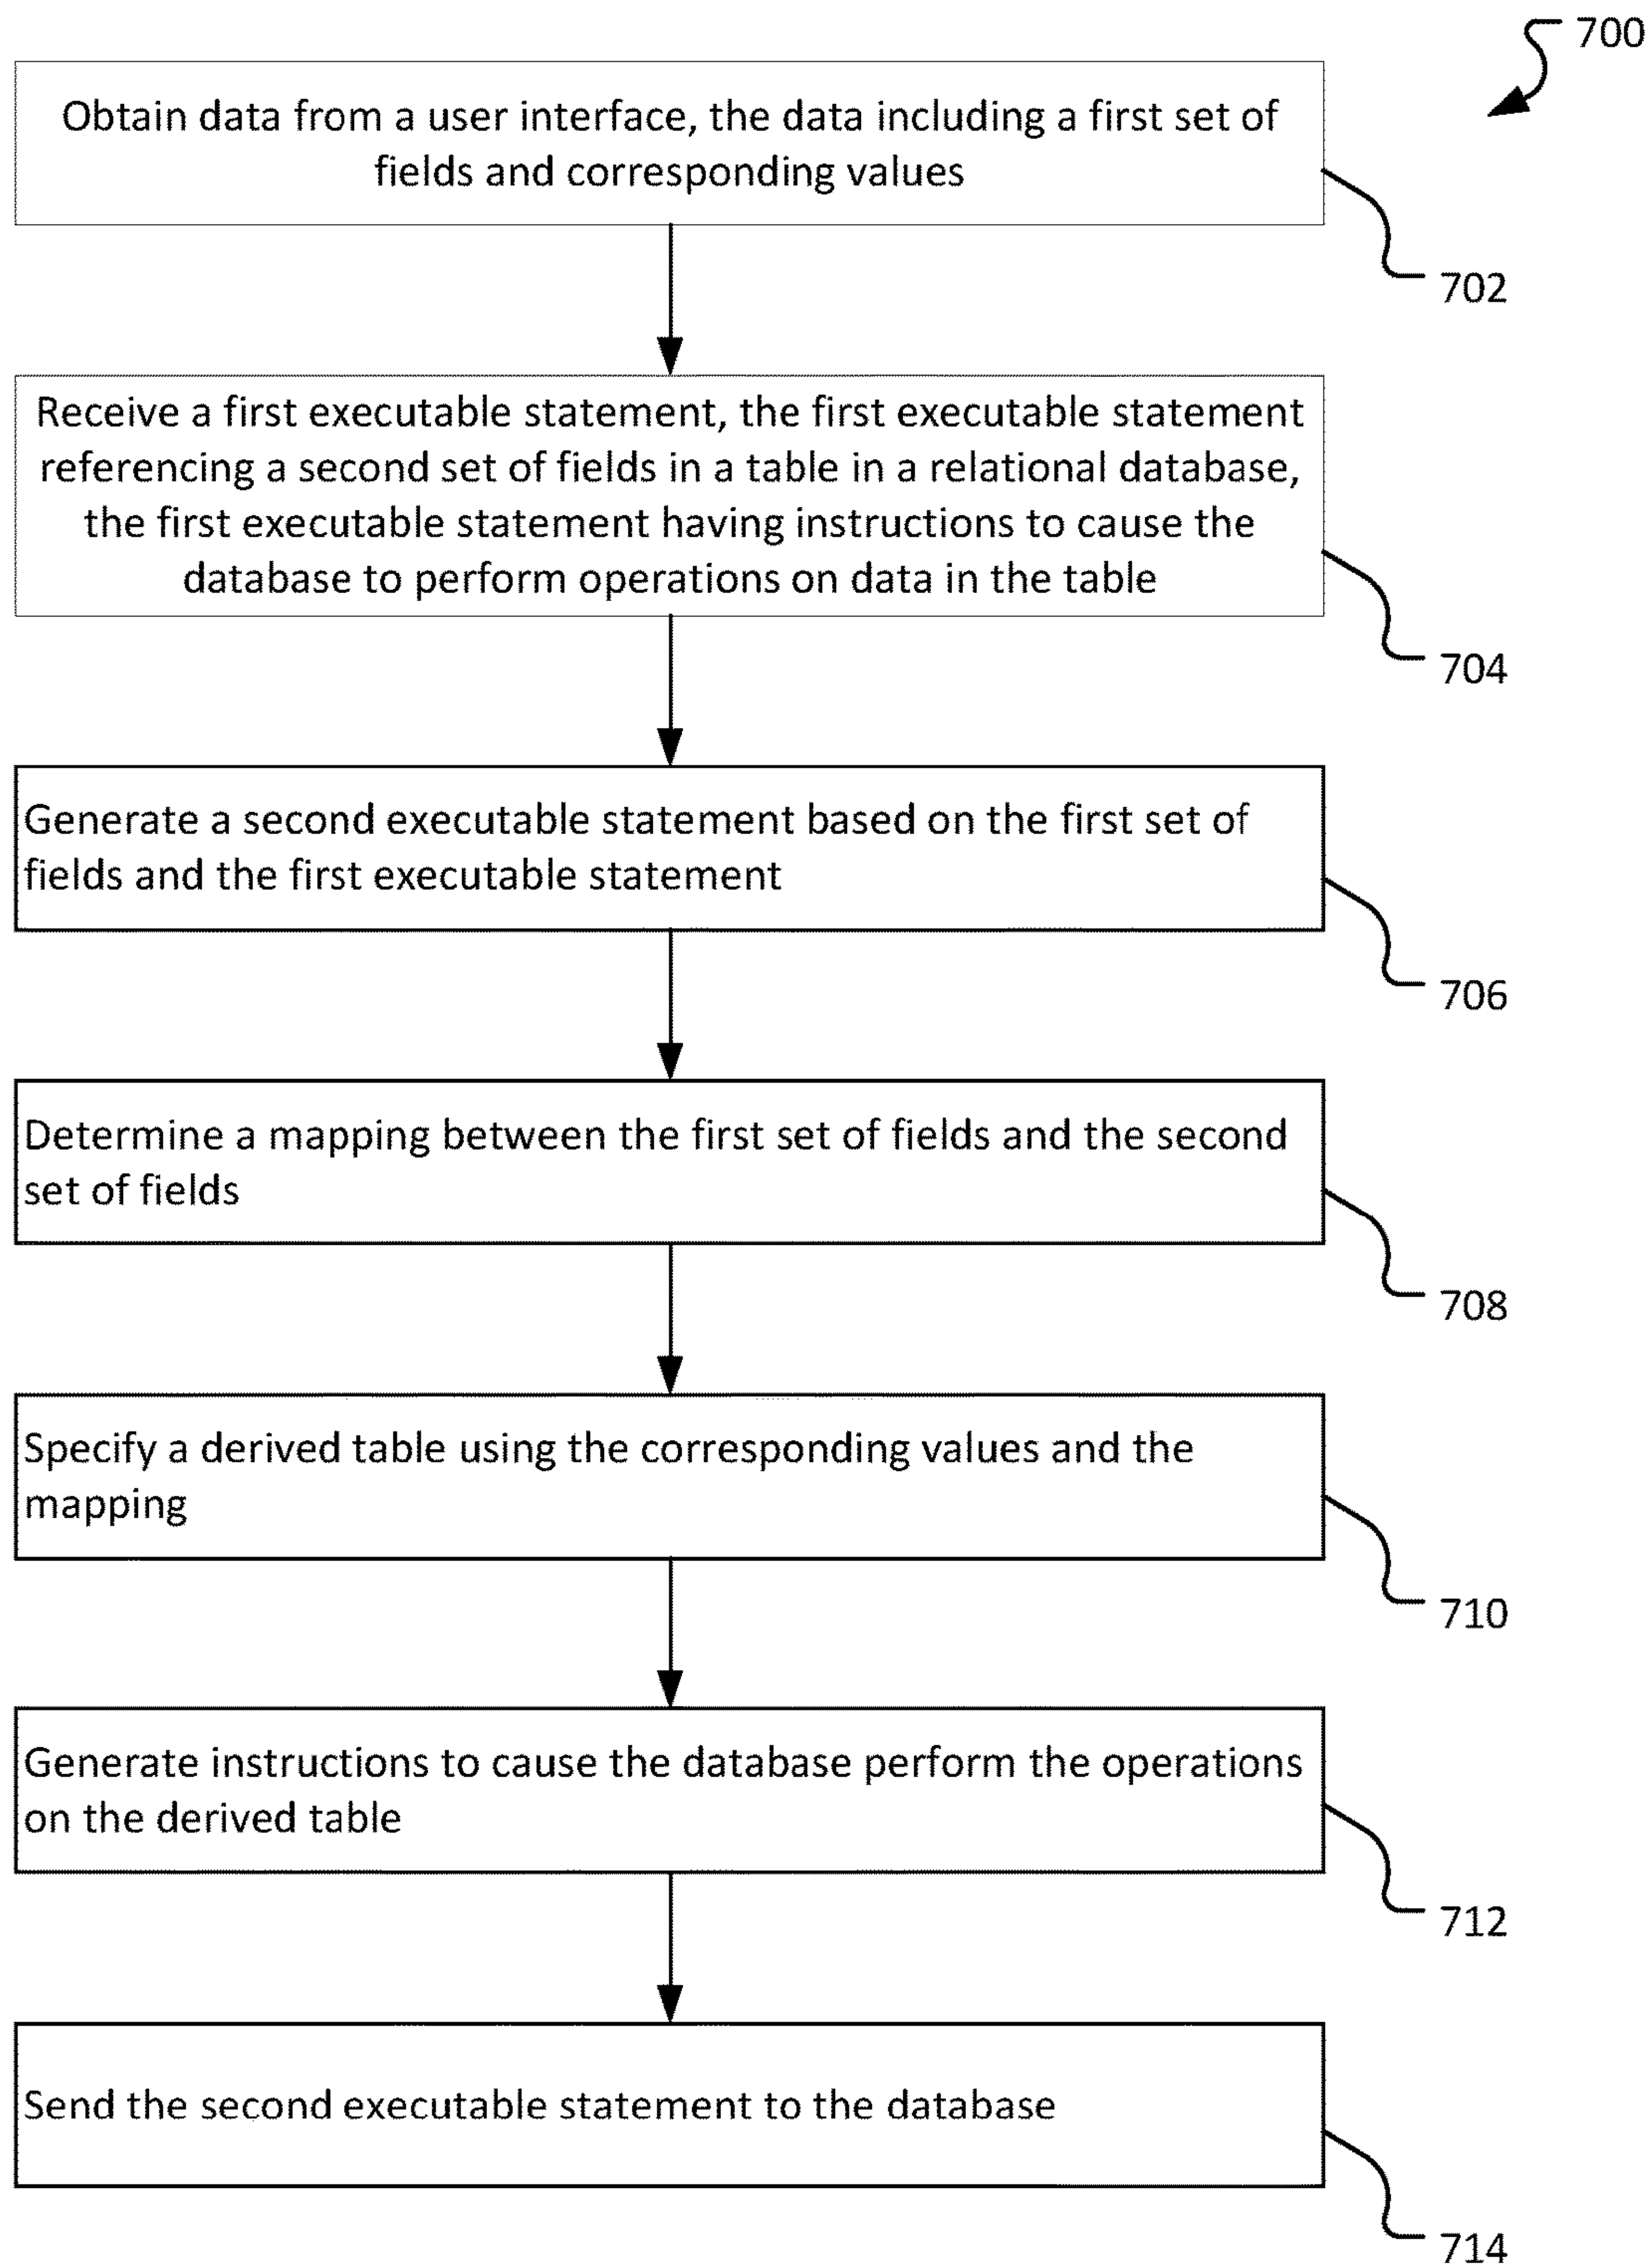 700
Obtain data from a user interface, the data including a first set of
fields and corresponding values
702
Receive a first executable statement, the first executable statement
referencing a second set of fields in a table in a relational database,
the first executable statement having instructions to cause the
database to perform operations on data in the table
704
Generate a second executable statement based on the first set of
fields and the first executable statement
706
Determine a mapping between the first set of fields and the second
set of fields
708
Specify a derived table using the corresponding values and the
mapping
710
Generate instructions to cause the database perform the operations
on the derived table
712
Send the second executable statement to the database
714